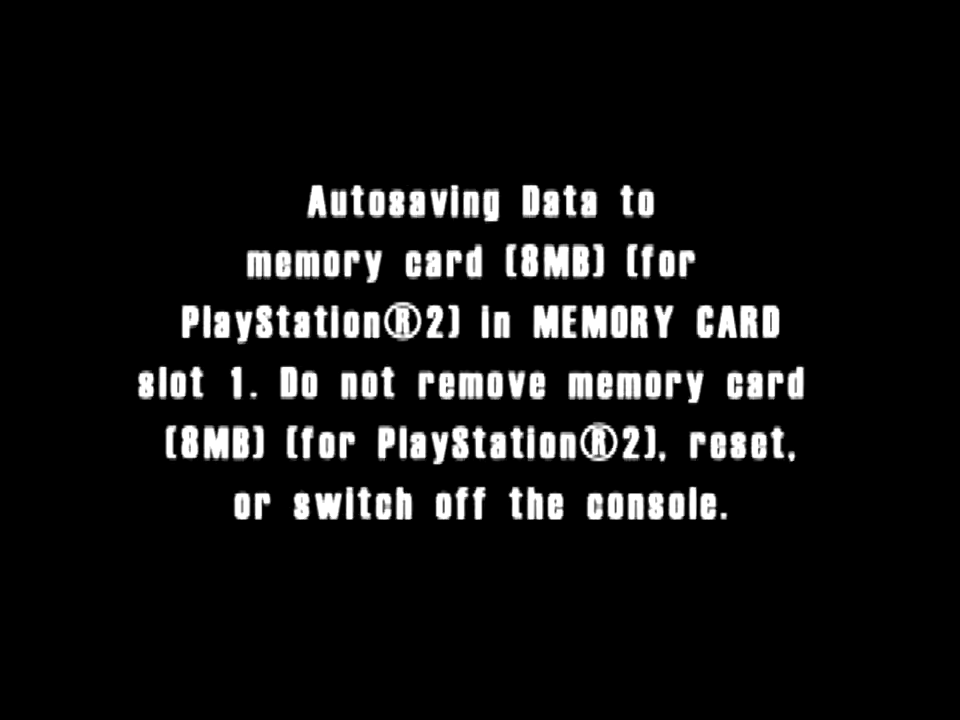 Autosaving Data to
memory card (8MB) (for
PlayStation®2) in MEMORY CARD
slot 1. Do not remove memory card
(8MB) (for PlayStation®2), reset,
or switch off the console.